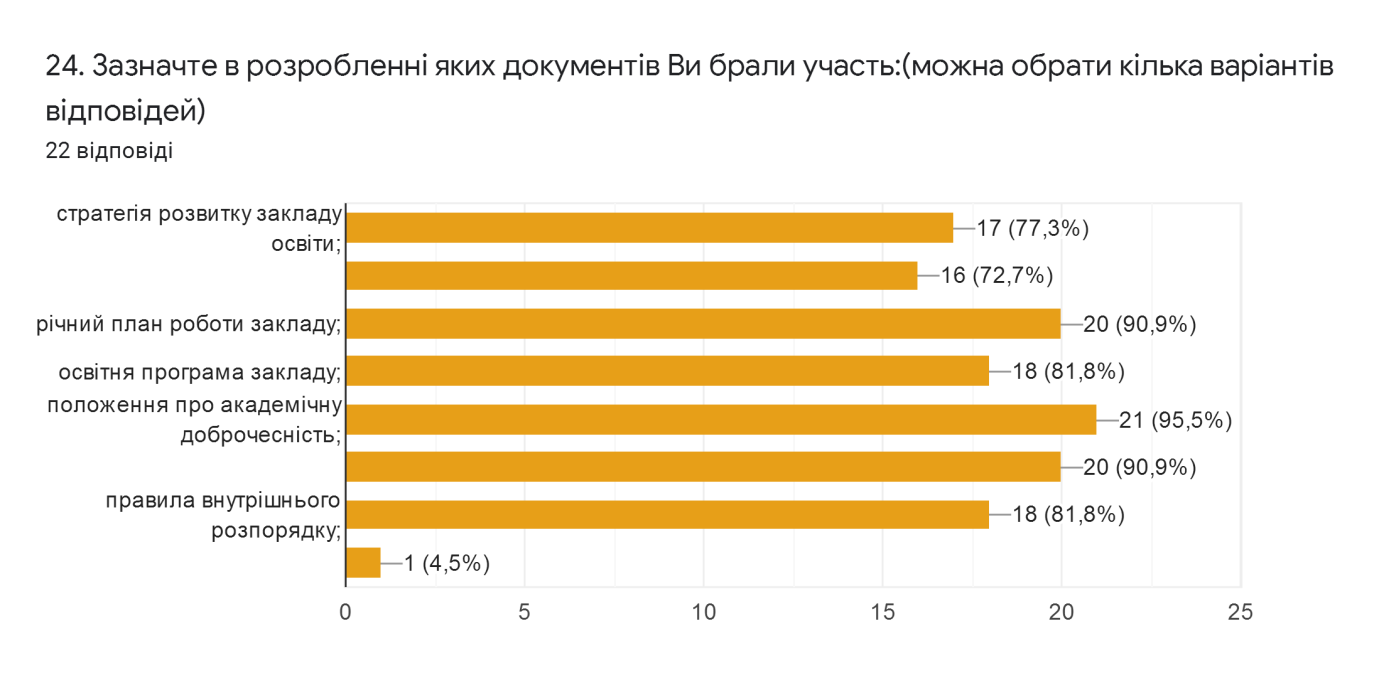 24. Зазначте в розробленні яких документів Ви брали участь:(можна обрати кілька варіантів
відповідей)
22 відповіді
стратегія розвитку закладу
освіти;
17 (77,3%)
16 (72,7%)
річний план роботи закладу;
20 (90,9%)
освітня програма закладу;
18 (81,8%)
положення про академічну
доброчесність;
21 (95,5%)
20 (90,9%)
правила внутрішнього
розпорядку;
18 (81,8%)
1 (4,5%)
0
5
10
15
20
25